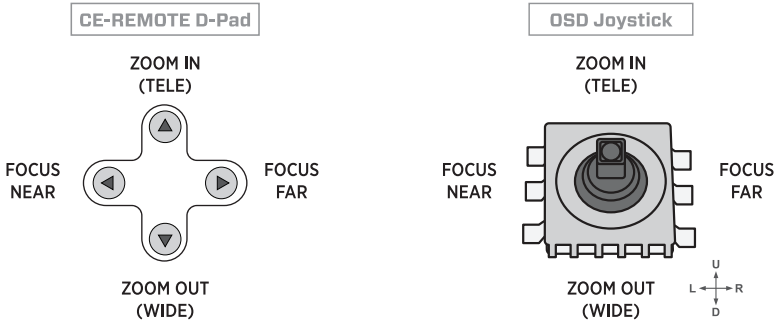 CE-REMOTE D-Pad
ZOOM IN
(TELE)
FOCUS
NEAR
FOCUS
FAR
ZOOM OUT
(WIDE)
OSD Joystick
ZOOM IN
(TELE)
FOCUS
NEAR
FOCUS
FAR
ZOOM OUT
(WIDE)
U
L R
D